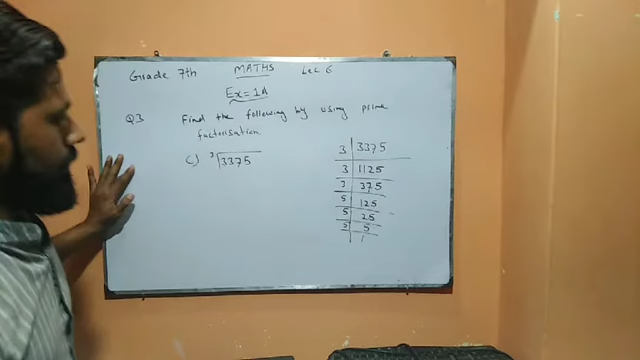 Grade 7th MATHS Lec 6
Ex = 1A
Q3 Find the following by using prime
factorisation
C) ³√3375
3 | 3375
3 | 1125
3 | 375
5 | 125
5 | 25
5 | 5
| 1